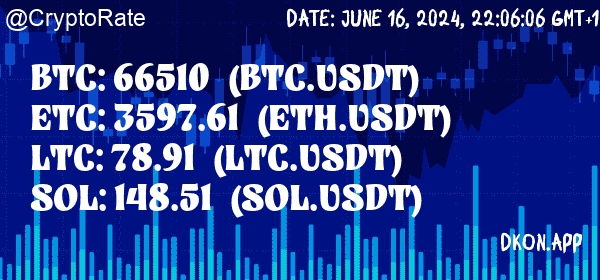 @CryptoRate
DATE: JUNE 16, 2024, 22:06:06 GMT+1
BTC: 66510 (BTC.USDT)
ETC: 3597.61 (ETH.USDT)
LTC: 78.91 (LTC.USDT)
SOL: 148.51 (SOL.USDT)
DKON.APP